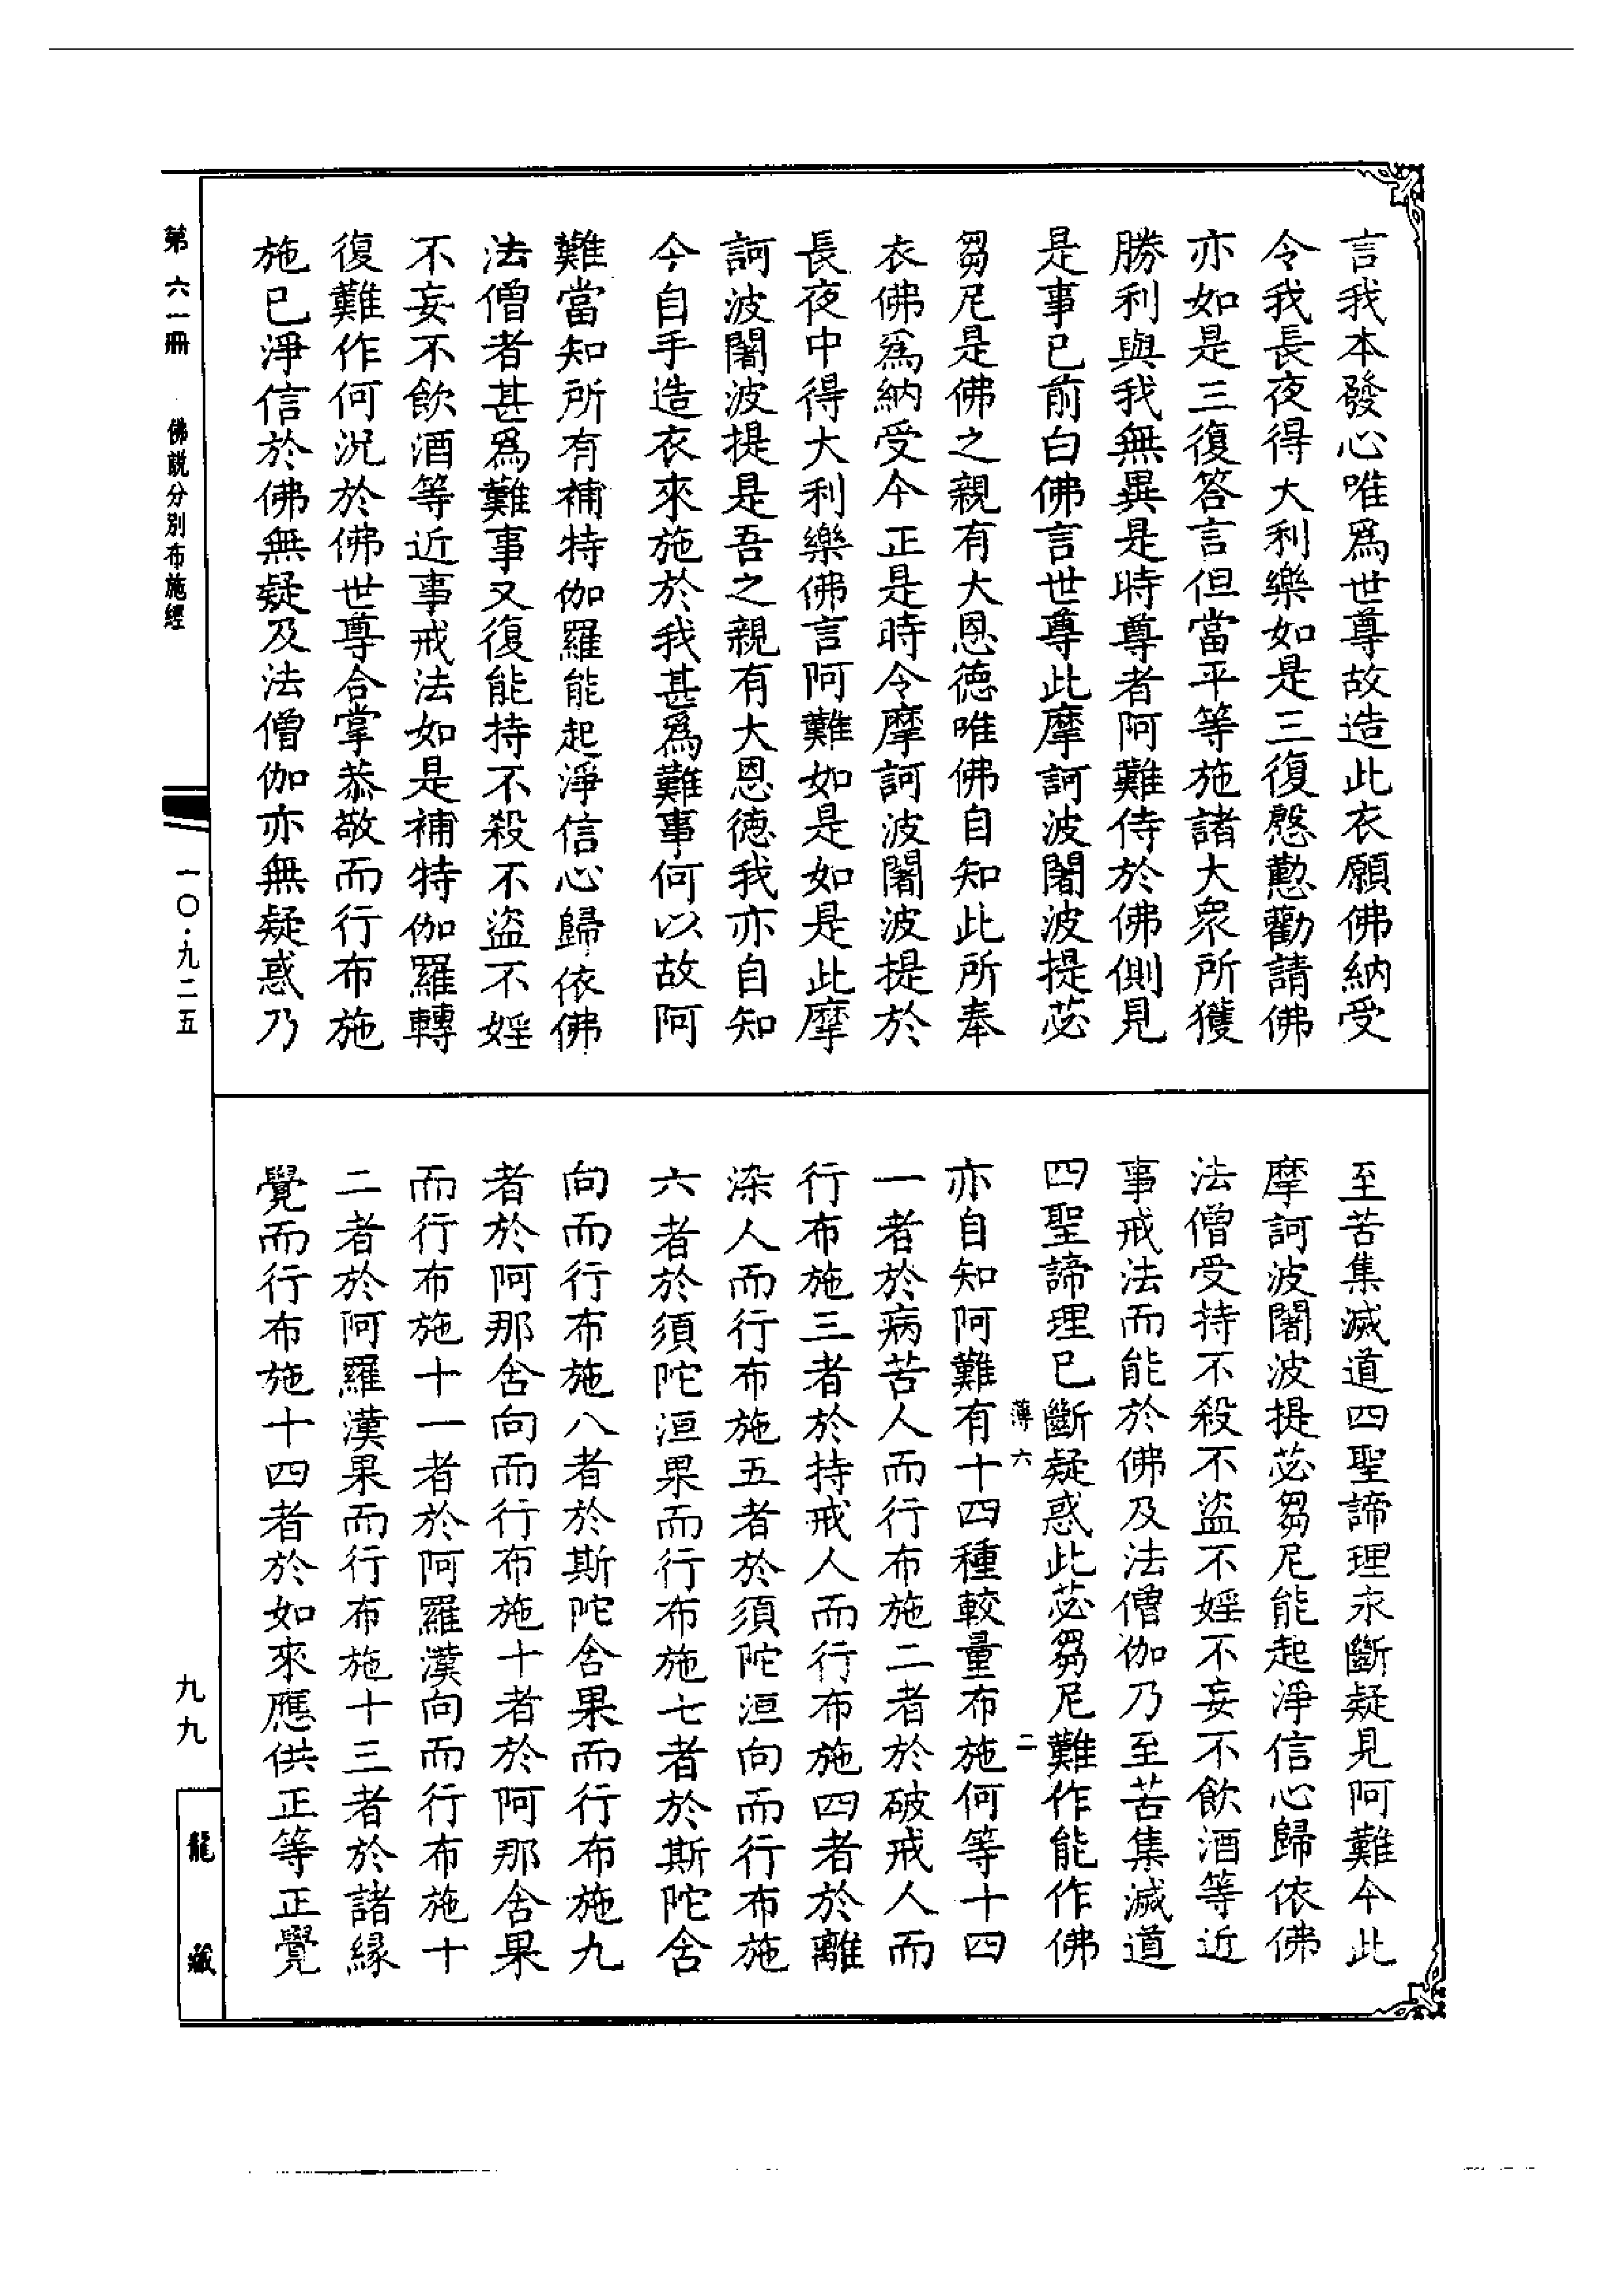 言我本發心唯爲世尊故造此衣願佛納受
令我長夜得大利樂如是三復慇懃勸請佛
亦如是三復答言但當平等施諸大衆所獲
勝利與我無異是時尊者阿難侍於佛側見
是事已前白佛言世尊此摩訶波闍波提苾
芻尼是佛之親有大恩德唯佛自知此所奉
衣佛爲納受今正是時令摩訶波闍波提於
長夜中得大利樂佛言阿難如是如是此摩
訶波闍波提是吾之親有大恩德我亦自知
今自手造衣來施於我甚爲難事何以故阿
難當知所有補特伽羅能起淨信心歸依佛
法僧者甚爲難事又復能持不殺不盜不婬
不妄不飲酒等近事戒法如是補特伽羅轉
復難作何況於佛世尊合掌恭敬而行布施
施已淨信於佛無疑及法僧伽亦無疑惑乃
至苦集滅道四聖諦理永斷疑見阿難今此
摩訶波闍波提苾芻尼能起淨信心歸依佛
法僧受持不殺不盜不婬不妄不飲酒等近
事戒法而能於佛及法僧伽乃至苦集滅道
四聖諦理已斷疑惑此苾芻尼難作能作佛
薄六 二
亦自知阿難有十四種較量布施何等十四
一者於病苦人而行布施二者於破戒人而
行布施三者於持戒人而行布施四者於離
染人而行布施五者於須陀洹向而行布施
六者於須陀洹果而行布施七者於斯陀含
向而行布施八者於斯陀含果而行布施九
者於阿那含向而行布施十者於阿那含果
而行布施十一者於阿羅漢向而行布施十
二者於阿羅漢果而行布施十三者於諸緣
覺而行布施十四者於如來應供正等正覺
第六一冊 佛説分別布施經
一〇·九二五
九九
龍藏